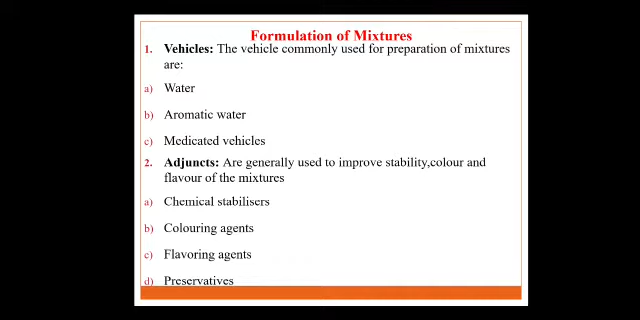 Formulation of Mixtures
1. Vehicles: The vehicle commonly used for preparation of mixtures
are:
a) Water
b) Aromatic water
c) Medicated vehicles
2. Adjuncts: Are generally used to improve stability,colour and
flavour of the mixtures
a) Chemical stabilisers
b) Colouring agents
c) Flavoring agents
d) Preservatives